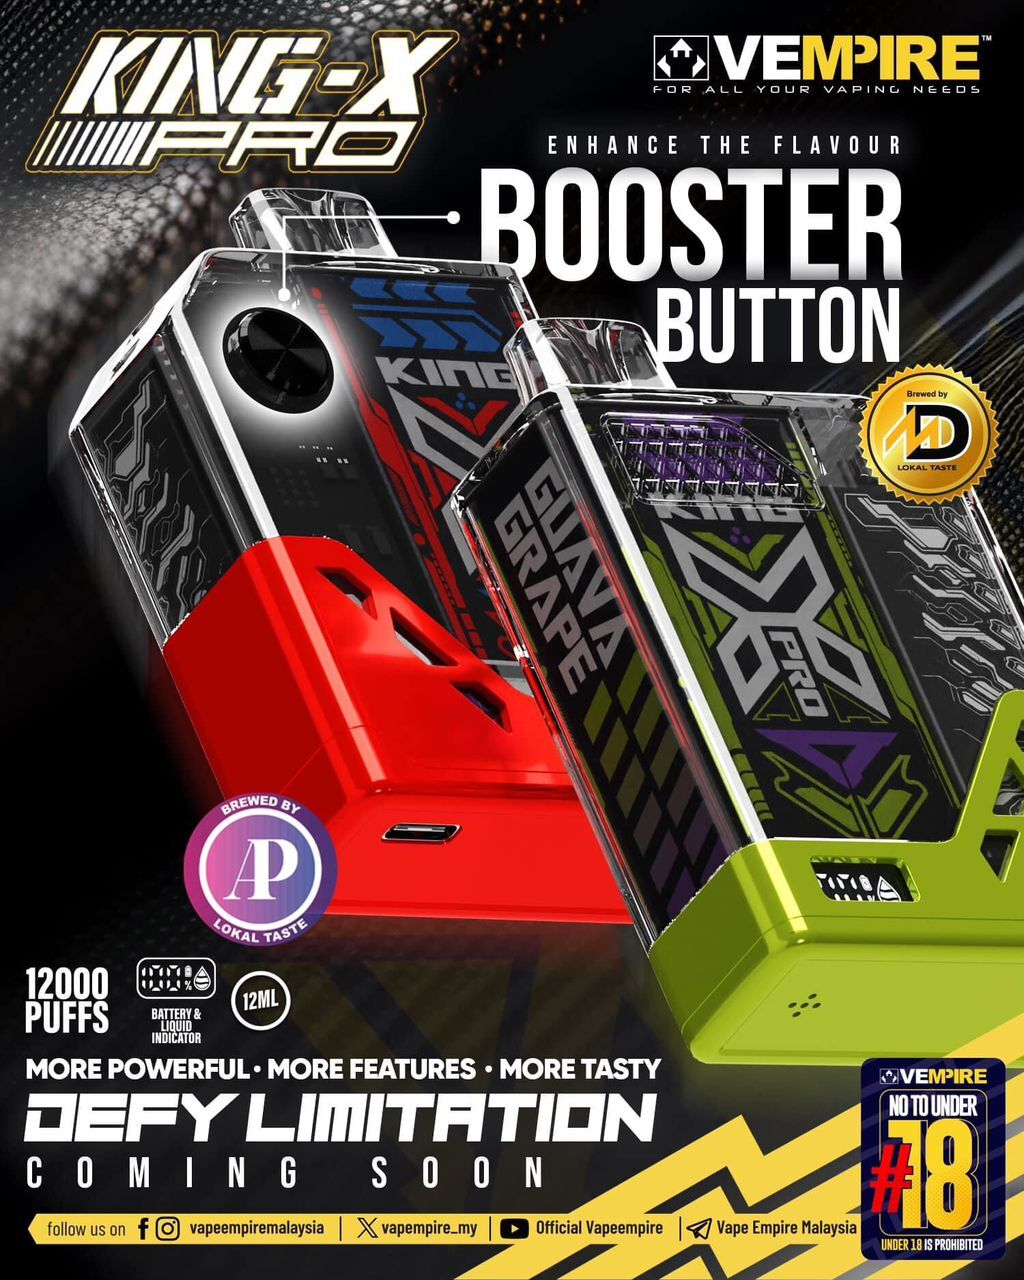 KING-X
PRO
VEMPIRE™
FOR ALL YOUR VAPING NEEDS
ENHANCE THE FLAVOUR
BOOSTER
BUTTON
KING
Brewed by
MD
LOKAL TASTE
GUAVA
GRAPE
KING
PRO
BREWED BY
AP
LOKAL TASTE
12000
PUFFS
100%
BATTERY &
LIQUID
INDICATOR
12ML
MORE POWERFUL · MORE FEATURES · MORE TASTY
DEFY LIMITATION
COMING SOON
follow us on vapeempiremalaysia | vapempire_my | Official Vapeempire | Vape Empire Malaysia
VEMPIRE
NO TO UNDER
#18
UNDER 18 IS PROHIBITED